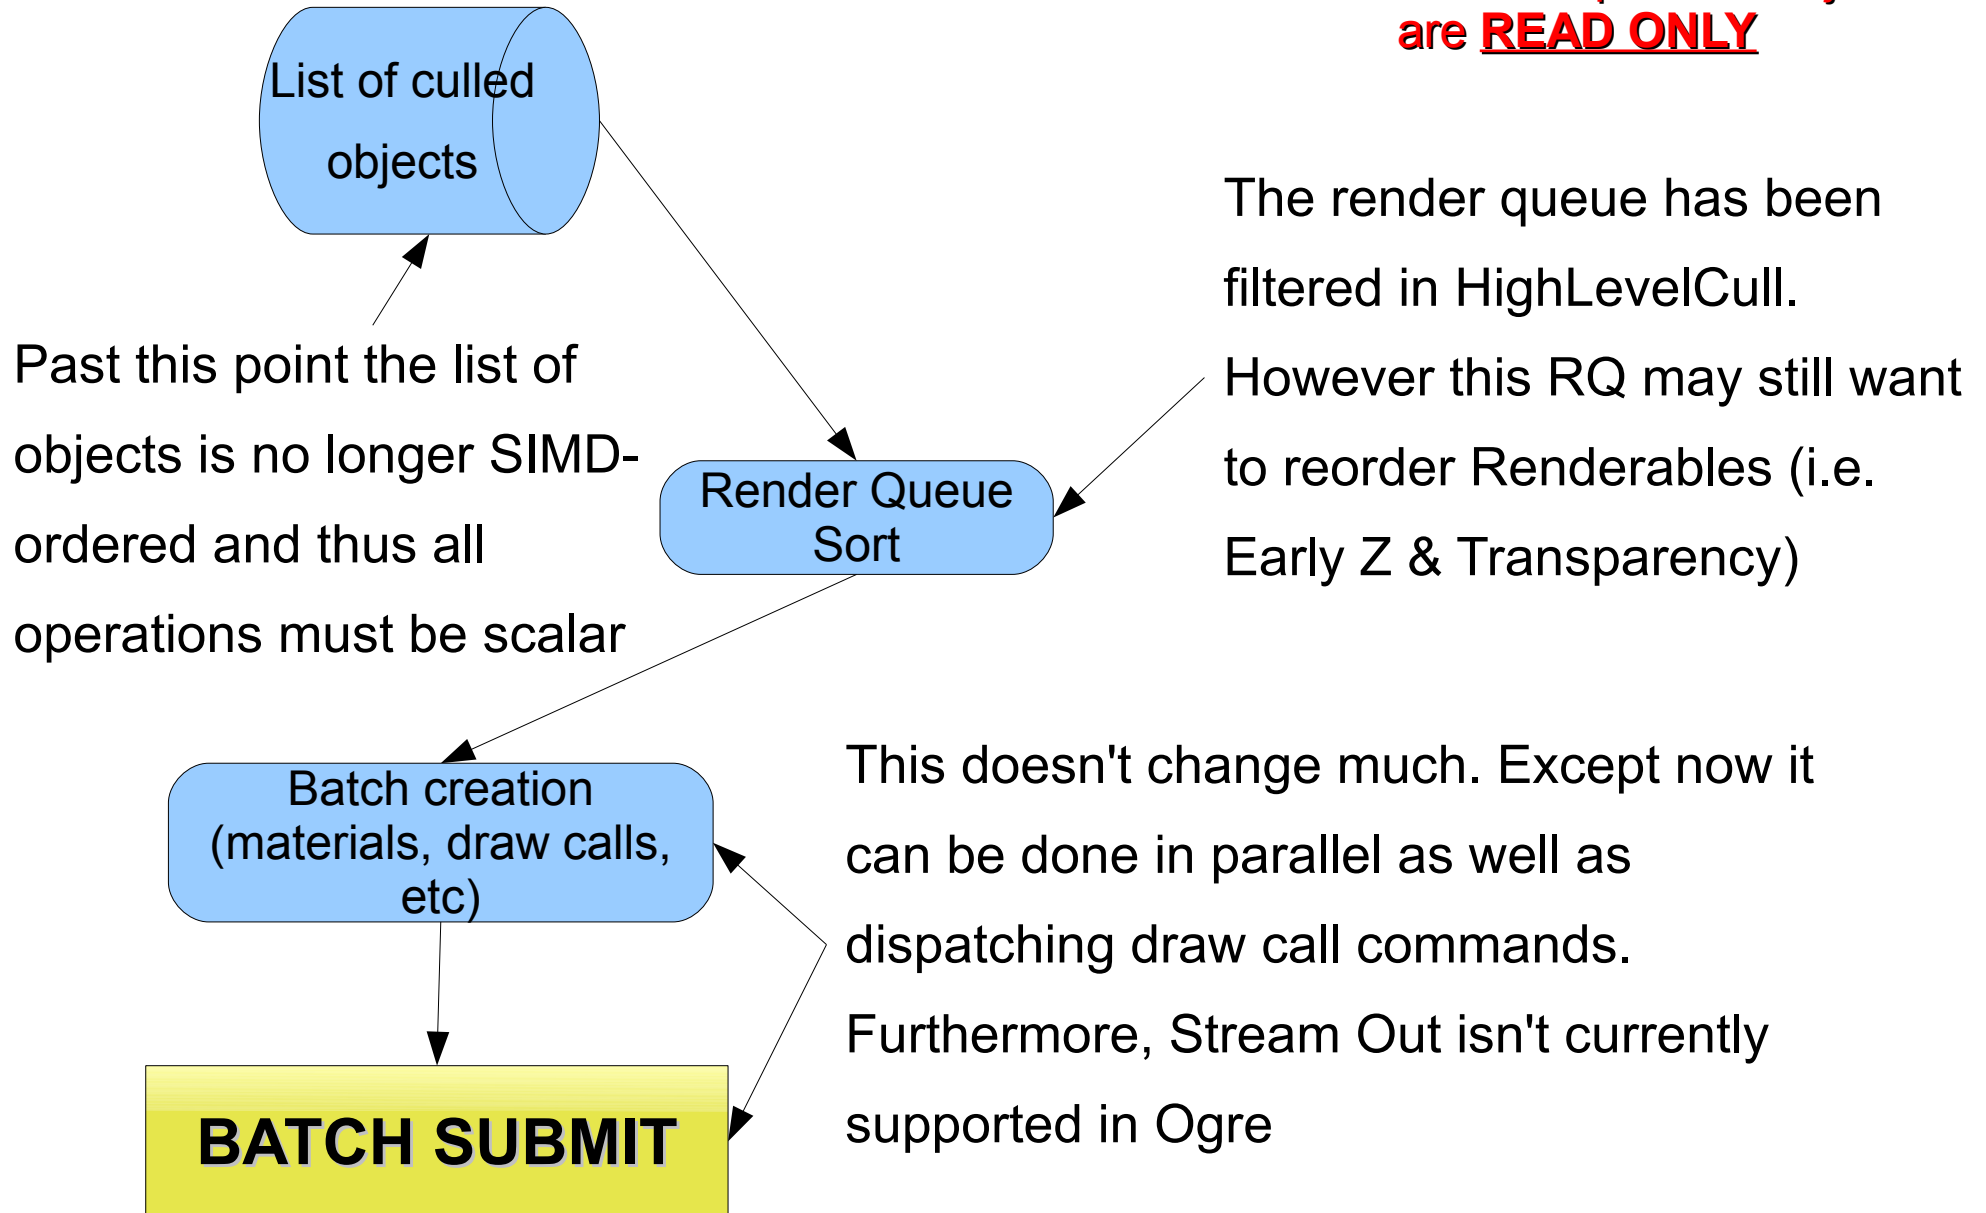 are READ ONLY
List of culled
objects
The render queue has been
filtered in HighLevelCull.
However this RQ may still want
to reorder Renderables (i.e.
Early Z & Transparency)
Past this point the list of
objects is no longer SIMD-
ordered and thus all
operations must be scalar
Render Queue
Sort
Batch creation
(materials, draw calls,
etc)
This doesn't change much. Except now it
can be done in parallel as well as
dispatching draw call commands.
Furthermore, Stream Out isn't currently
supported in Ogre
BATCH SUBMIT